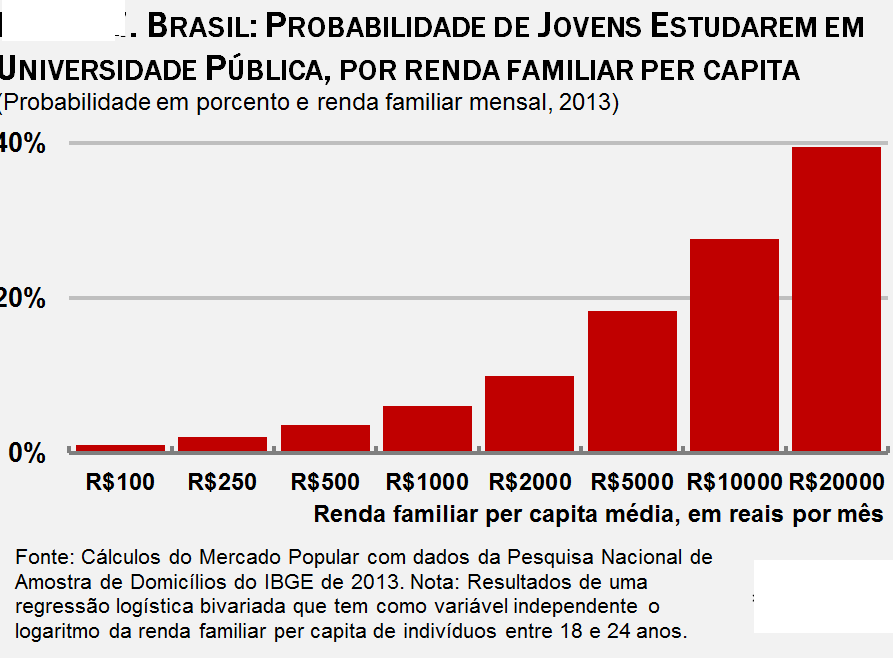 . BRASIL: PROBABILIDADE DE JOVENS ESTUDAREM EM
UNIVERSIDADE PÚBLICA, POR RENDA FAMILIAR PER CAPITA
(Probabilidade em porcento e renda familiar mensal, 2013)
40%
20%
0%
R$100 R$250 R$500 R$1000 R$2000 R$5000 R$10000 R$20000
Renda familiar per capita média, em reais por mês
Fonte: Cálculos do Mercado Popular com dados da Pesquisa Nacional de
Amostra de Domicílios do IBGE de 2013. Nota: Resultados de uma
regressão logística bivariada que tem como variável independente o
logaritmo da renda familiar per capita de indivíduos entre 18 e 24 anos.